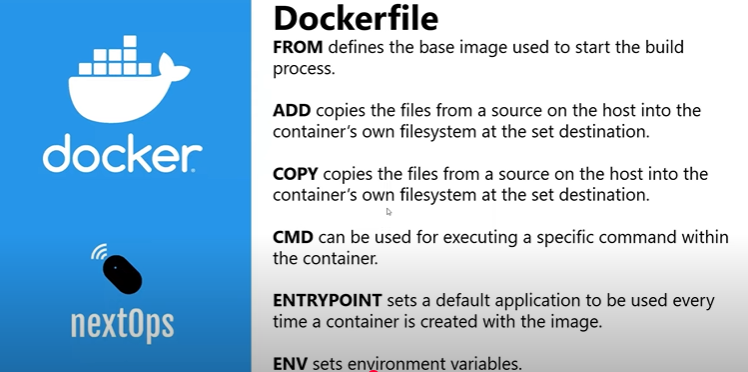 Dockerfile
FROM defines the base image used to start the build
process.
ADD copies the files from a source on the host into the
container’s own filesystem at the set destination.
COPY copies the files from a source on the host into the
container’s own filesystem at the set destination.
CMD can be used for executing a specific command within
the container.
ENTRYPOINT sets a default application to be used every
time a container is created with the image.
ENV sets environment variables.
docker
nextOps